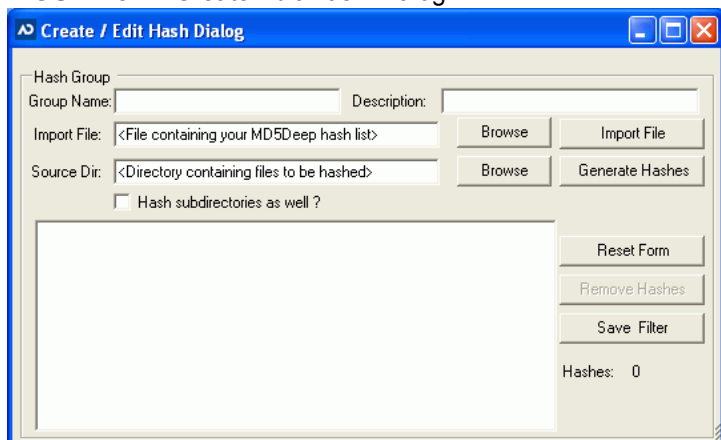 Create / Edit Hash Dialog
Hash Group
Group Name: Description:
Import File: <File containing your MD5Deep hash list> Browse Import File
Source Dir: <Directory containing files to be hashed> Browse Generate Hashes
Hash subdirectories as well ?
Reset Form
Remove Hashes
Save Filter
Hashes: 0